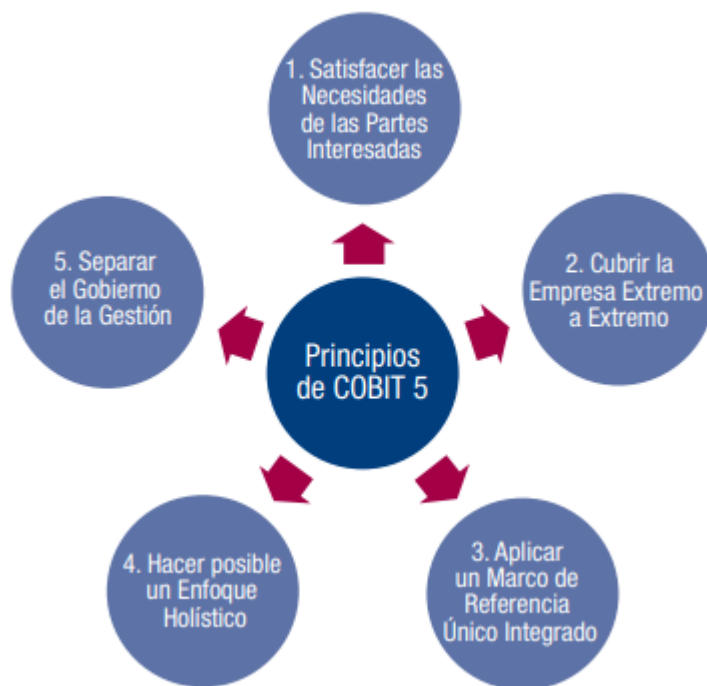 1. Satisfacer las
Necesidades
de las Partes
Interesadas
5. Separar
el Gobierno
de la Gestión
2. Cubrir la
Empresa Extremo
a Extremo
Principios
de COBIT 5
4. Hacer posible
un Enfoque
Holístico
3. Aplicar
un Marco de
Referencia
Único Integrado